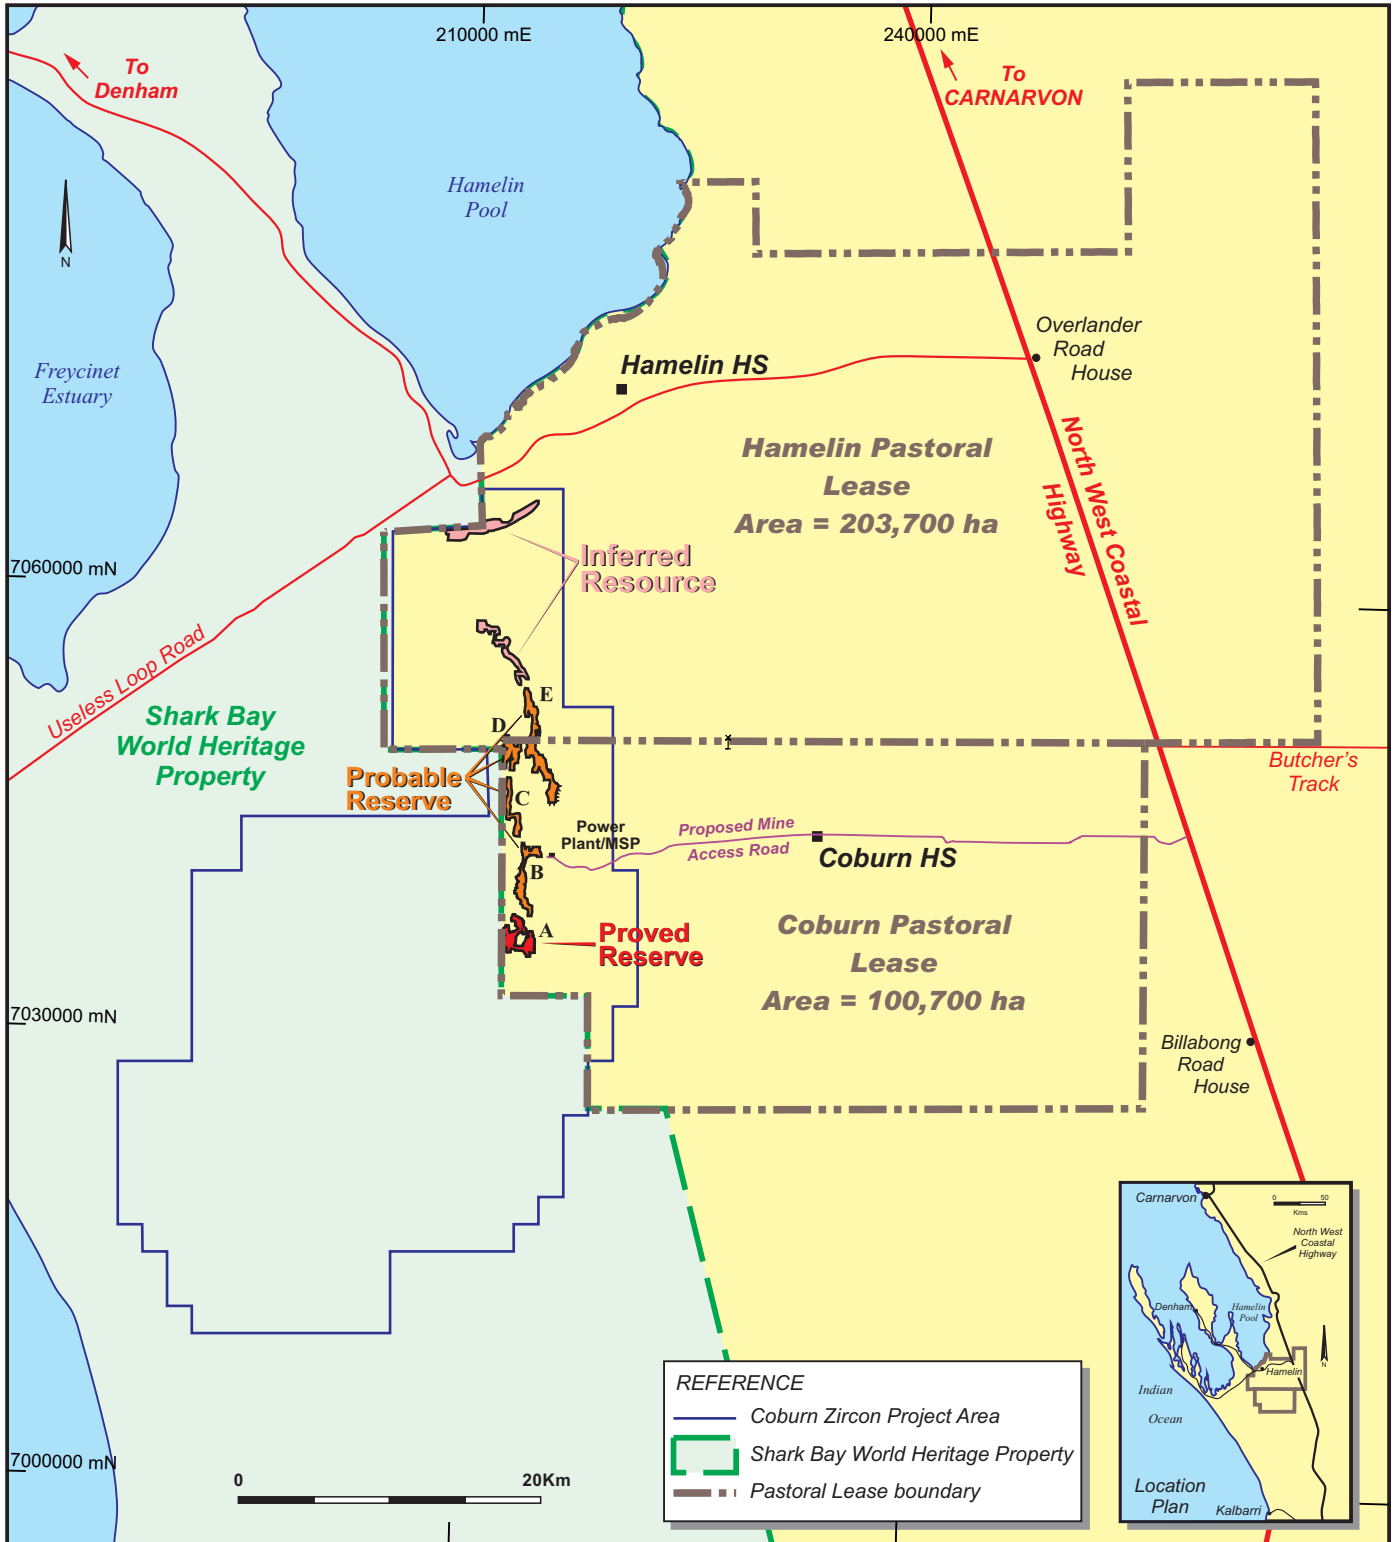 210000 mE
240000 mE
To
Denham
To
CARNARVON
Hamelin
Pool
N
Overlander
Road
House
Hamelin HS
Freycinet
Estuary
Hamelin Pastoral
Lease
Area = 203,700 ha
North West Coastal
Highway
Inferred
Resource
7060000 mN
Useless Loop Road
Shark Bay
World Heritage
Property
E
D
Probable
Reserve
C
Butcher's
Track
Power
Plant/MSP
Proposed Mine
Access Road
Coburn HS
B
A
Proved
Reserve
Coburn Pastoral
Lease
Area = 100,700 ha
7030000 mN
Billabong
Road
House
Carnarvon
0 50
Kms
North West
Coastal
Highway
Denham
Hamelin
Pool
N
Hamelin
Indian
Ocean
Location
Plan
Kalbarri
REFERENCE
Coburn Zircon Project Area
Shark Bay World Heritage Property
Pastoral Lease boundary
7000000 mN
0 20Km